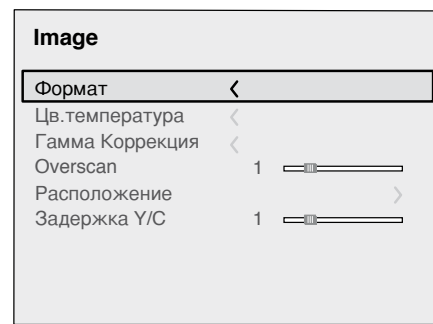 Image
Формат
Цв.температура
Гамма Коррекция
Overscan 1
Расположение
Задержка Y/C 1